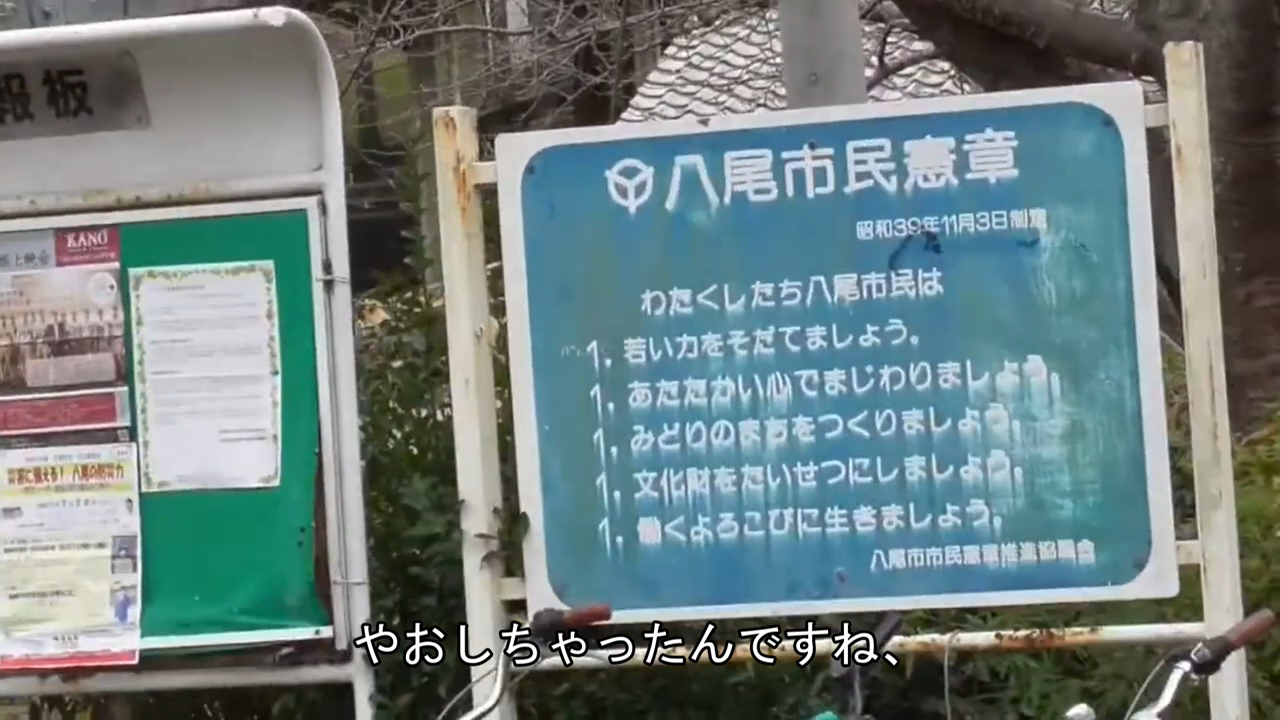 報板
KANO
上映会
八尾市民憲章
昭和39年11月3日制定
わたくしたち八尾市民は
1. 若い力をそだてましょう。
1. あたたかい心でまじわりましょう。
1. みどりのまちをつくりましょう。
1. 文化財をたいせつにしましょう。
1. 働くよろこびに生きましょう。
八尾市市民憲章推進協議会
やおしちゃったんですね、